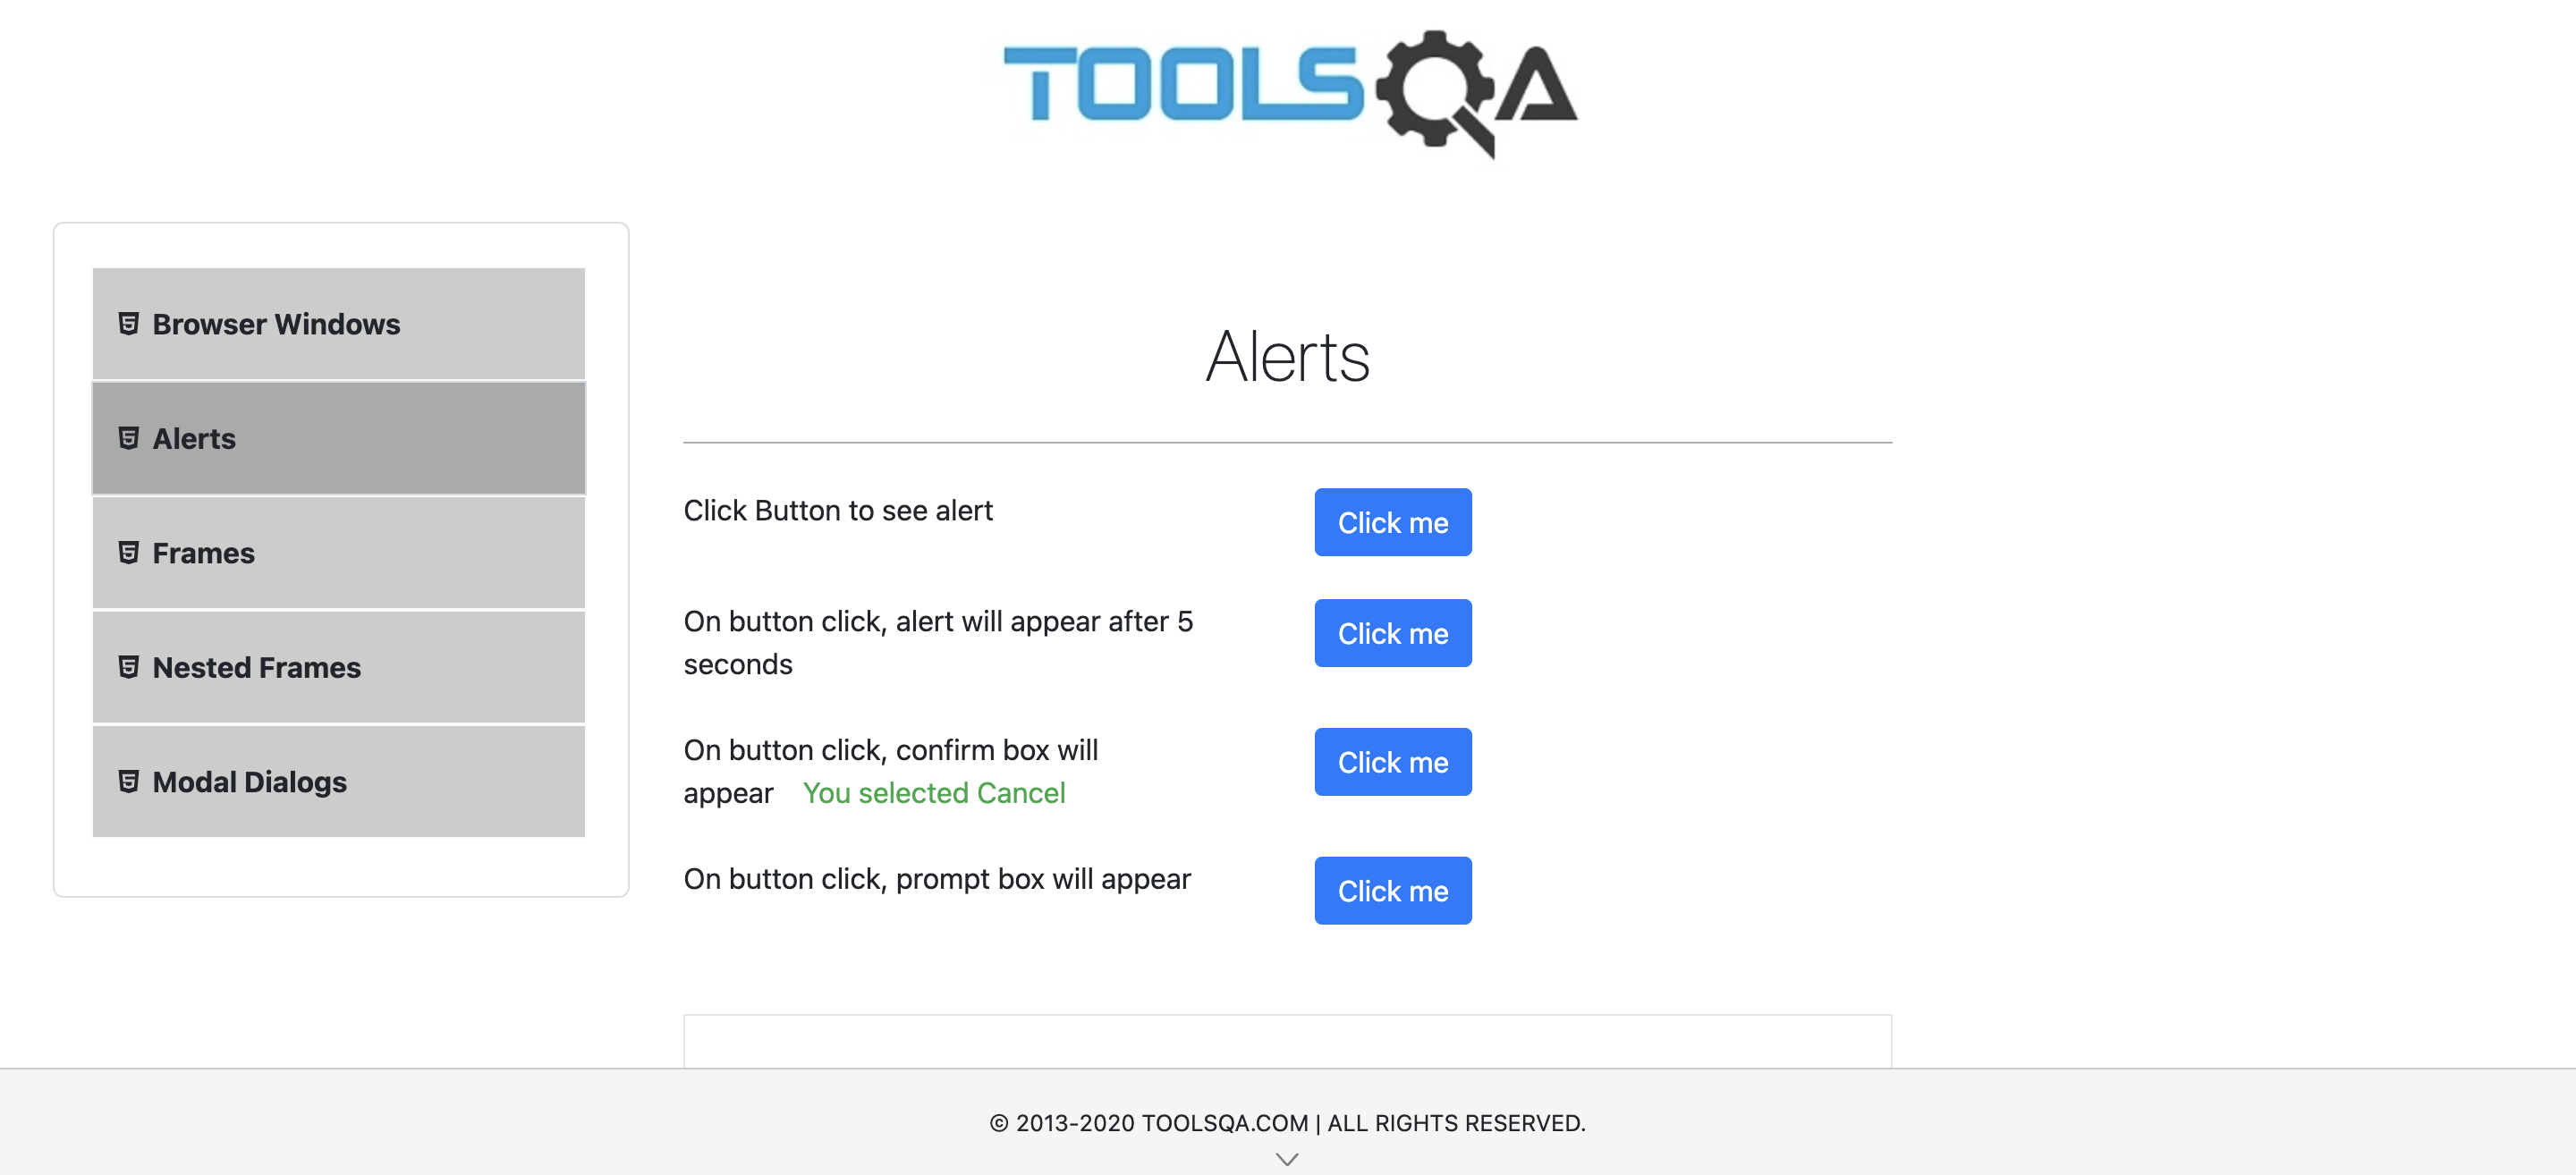 TOOLSQA
Browser Windows
Alerts
Frames
Nested Frames
Modal Dialogs
Alerts
Click Button to see alert
Click me
On button click, alert will appear after 5
seconds
Click me
On button click, confirm box will
appear You selected Cancel
Click me
On button click, prompt box will appear
Click me
© 2013-2020 TOOLSQA.COM | ALL RIGHTS RESERVED.